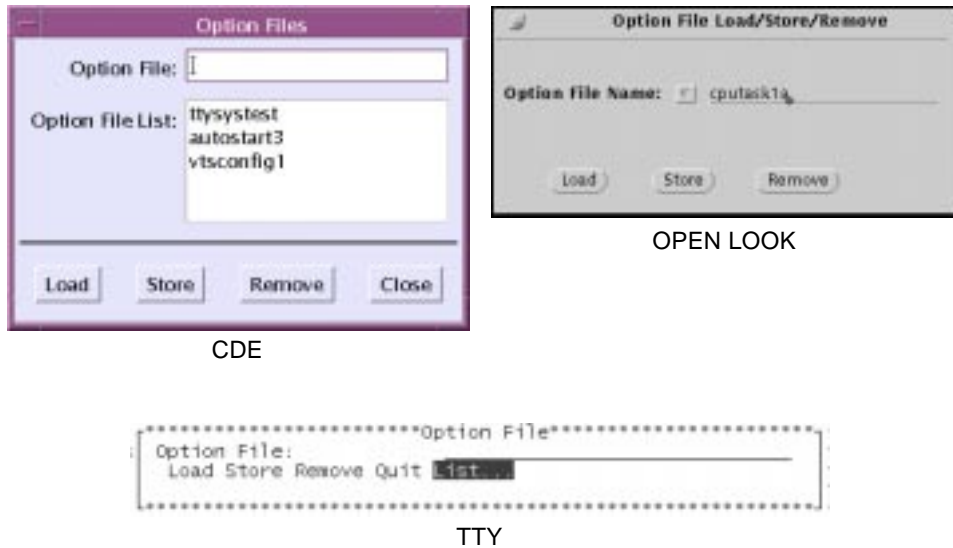 Option Files
Option File:
Option File List:
ttysystest
autostart3
vtsconfig1
Load Store Remove Close
CDE
Option File Load/Store/Remove
Option File Name: cputask1a
Load Store Remove
OPEN LOOK
Option File
Option File:
Load Store Remove Quit List...
TTY